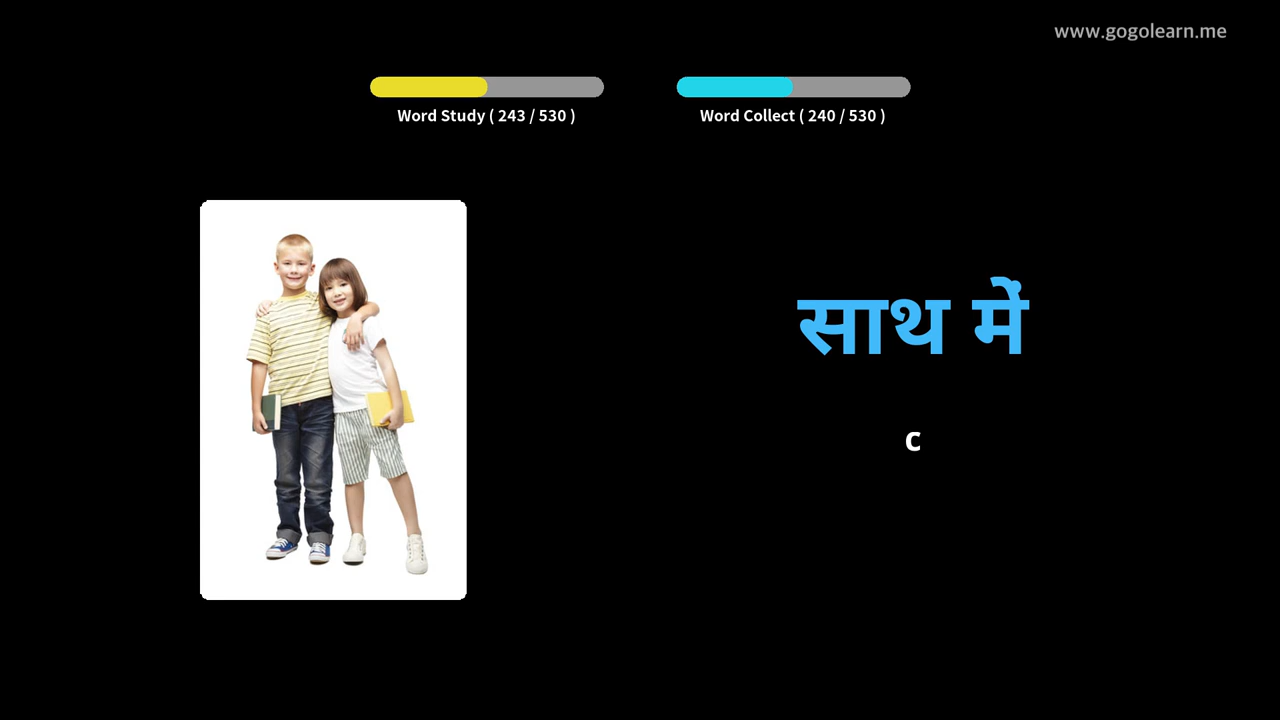 www.gogolearn.me
Word Study ( 243 / 530 )
Word Collect ( 240 / 530 )
साथ में
с